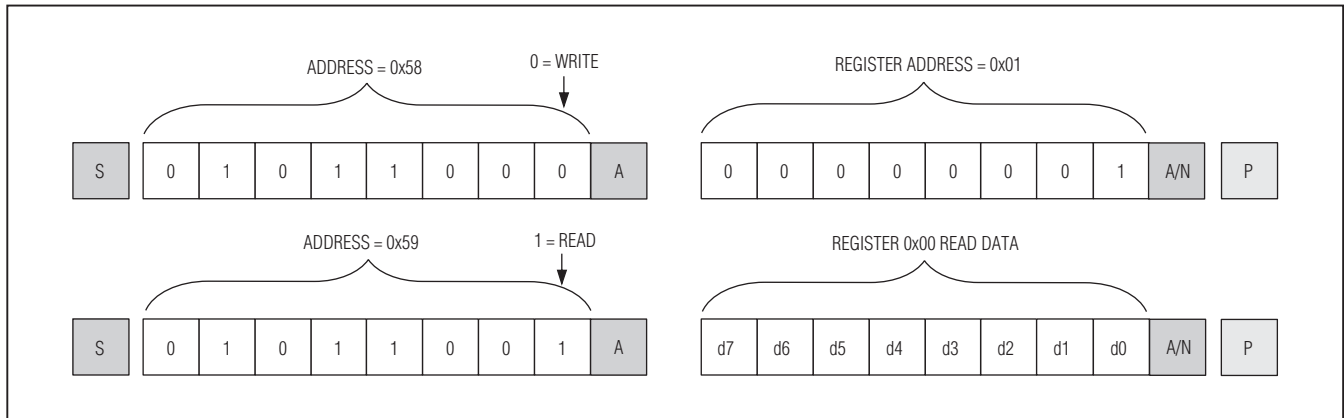 ADDRESS = 0x58 0 = WRITE REGISTER ADDRESS = 0x01
S 0 1 0 1 1 0 0 0 A 0 0 0 0 0 0 0 1 A/N P
ADDRESS = 0x59 1 = READ REGISTER 0x00 READ DATA
S 0 1 0 1 1 0 0 1 A d7 d6 d5 d4 d3 d2 d1 d0 A/N P